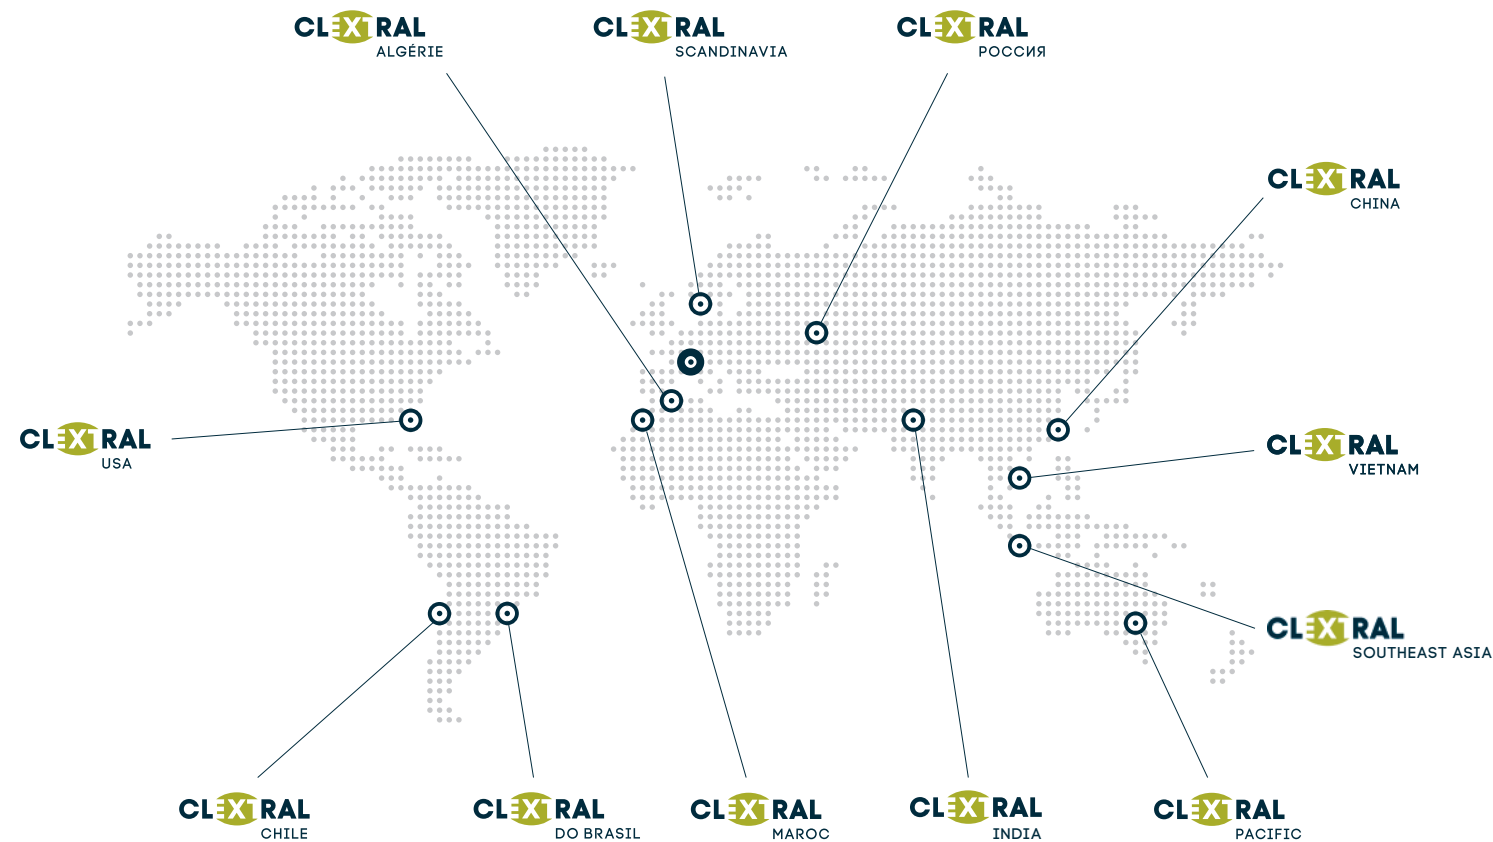 CLEXTRAL
ALGÉRIE
CLEXTRAL
SCANDINAVIA
CLEXTRAL
РОССИЯ
CLEXTRAL
CHINA
CLEXTRAL
USA
CLEXTRAL
VIETNAM
CLEXTRAL
SOUTHEAST ASIA
CLEXTRAL
CHILE
CLEXTRAL
DO BRASIL
CLEXTRAL
MAROC
CLEXTRAL
INDIA
CLEXTRAL
PACIFIC